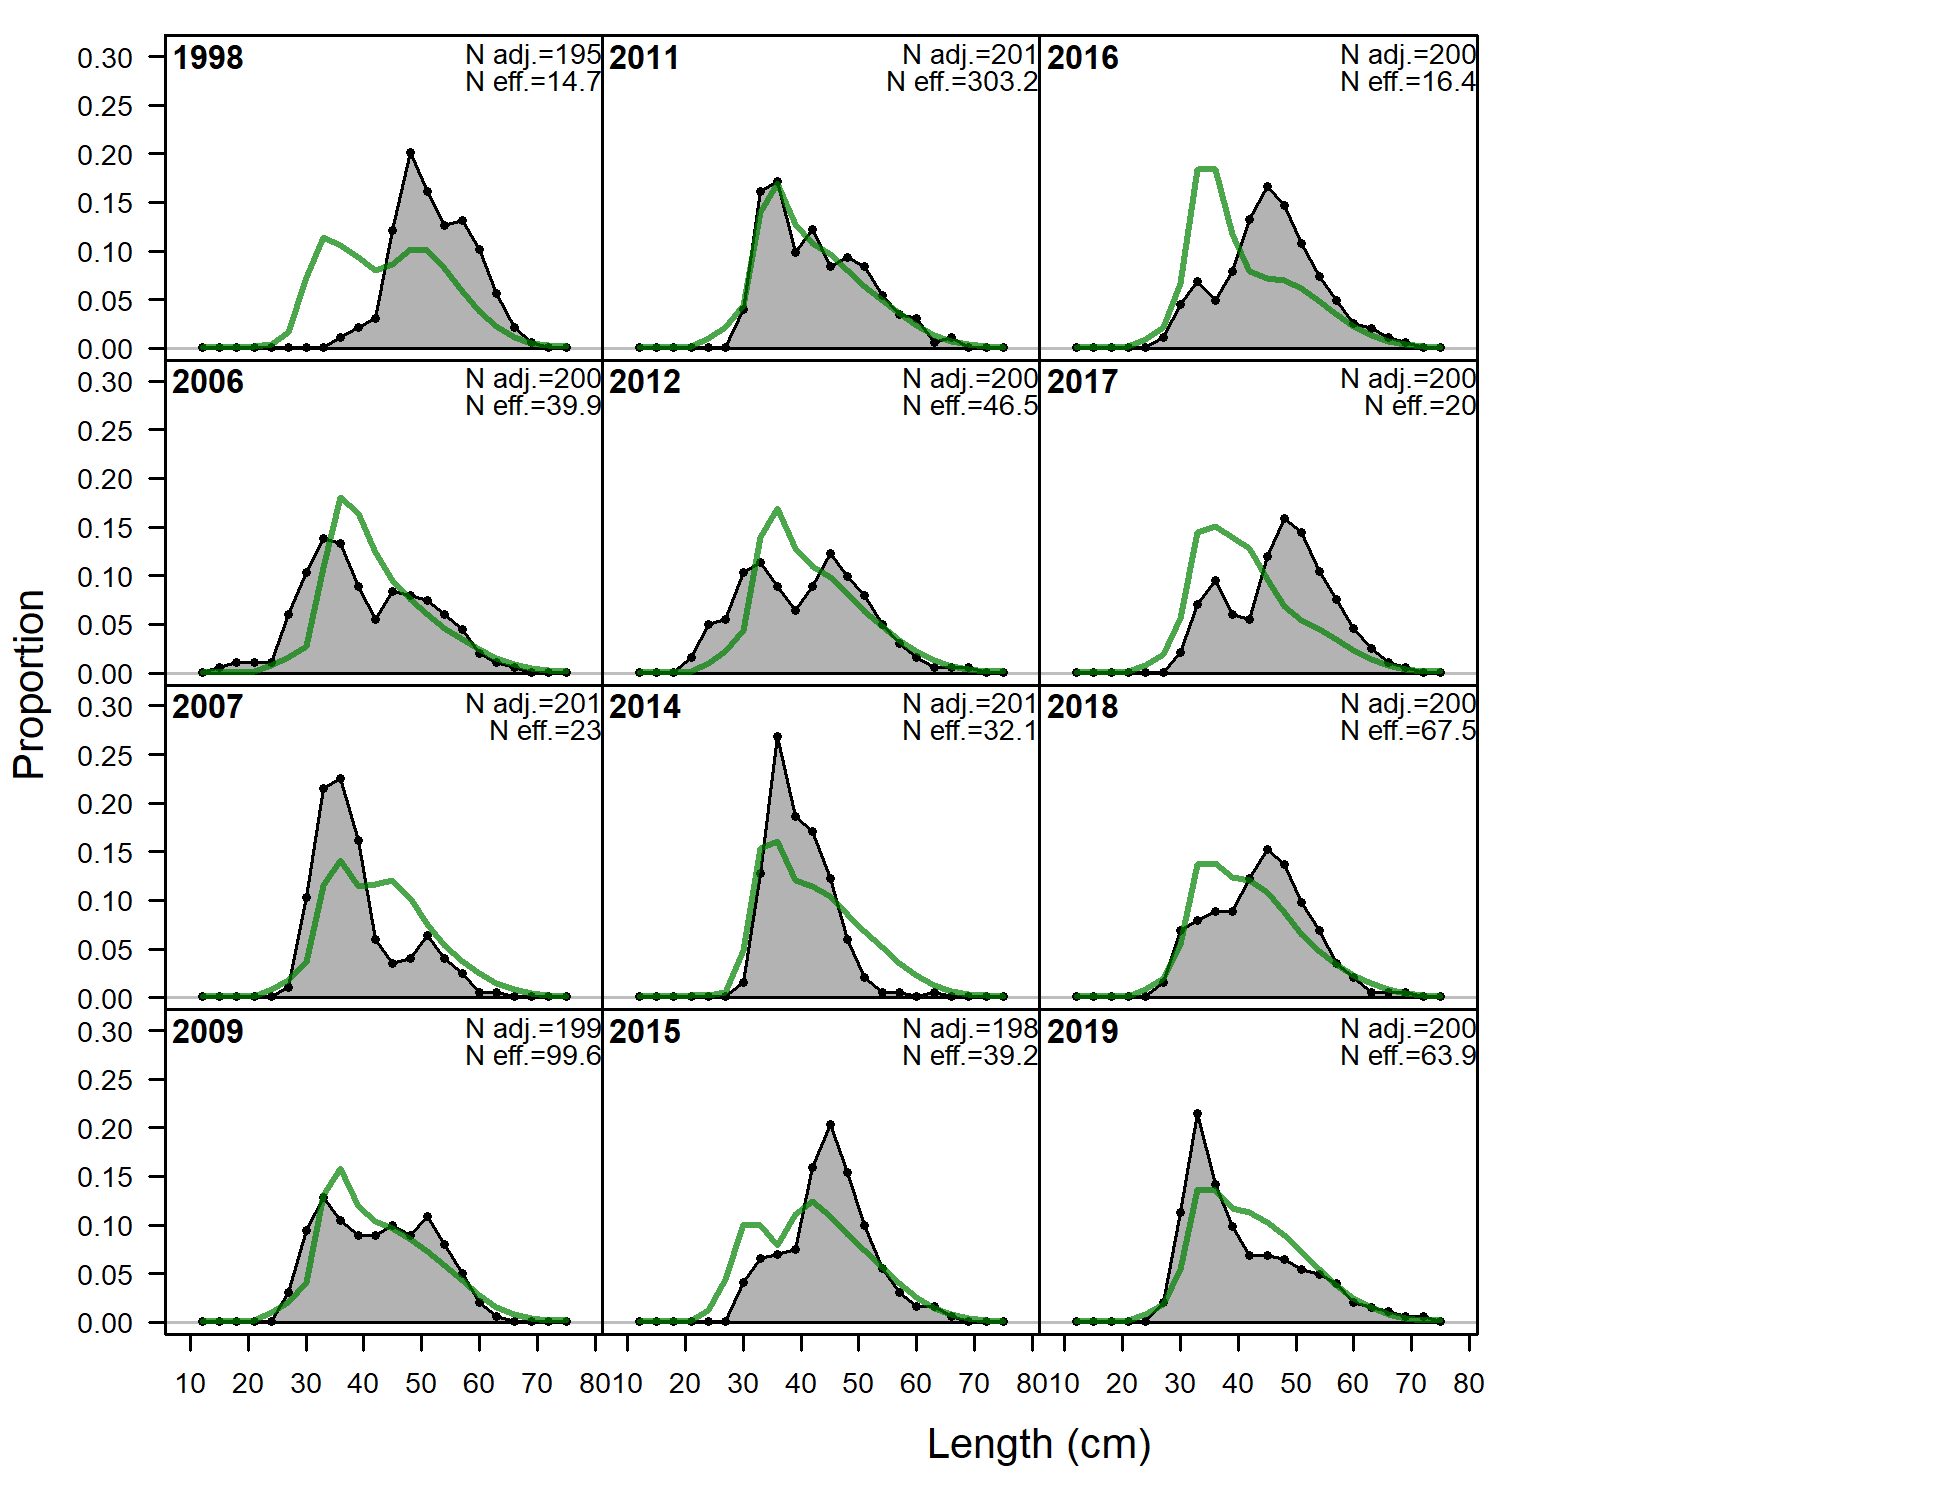 Proportion
0.30
0.25
0.20
0.15
0.10
0.05
0.00
1998
N adj.=195
N eff.=14.7
2011
N adj.=201
N eff.=303.2
2016
N adj.=200
N eff.=16.4
0.30
0.25
0.20
0.15
0.10
0.05
0.00
2006
N adj.=200
N eff.=39.9
2012
N adj.=200
N eff.=46.5
2017
N adj.=200
N eff.=20
0.30
0.25
0.20
0.15
0.10
0.05
0.00
2007
N adj.=201
N eff.=23
2014
N adj.=201
N eff.=32.1
2018
N adj.=200
N eff.=67.5
0.30
0.25
0.20
0.15
0.10
0.05
0.00
2009
N adj.=199
N eff.=99.6
2015
N adj.=198
N eff.=39.2
2019
N adj.=200
N eff.=63.9
10 20 30 40 50 60 70 80
10 20 30 40 50 60 70 80
10 20 30 40 50 60 70 80
Length (cm)